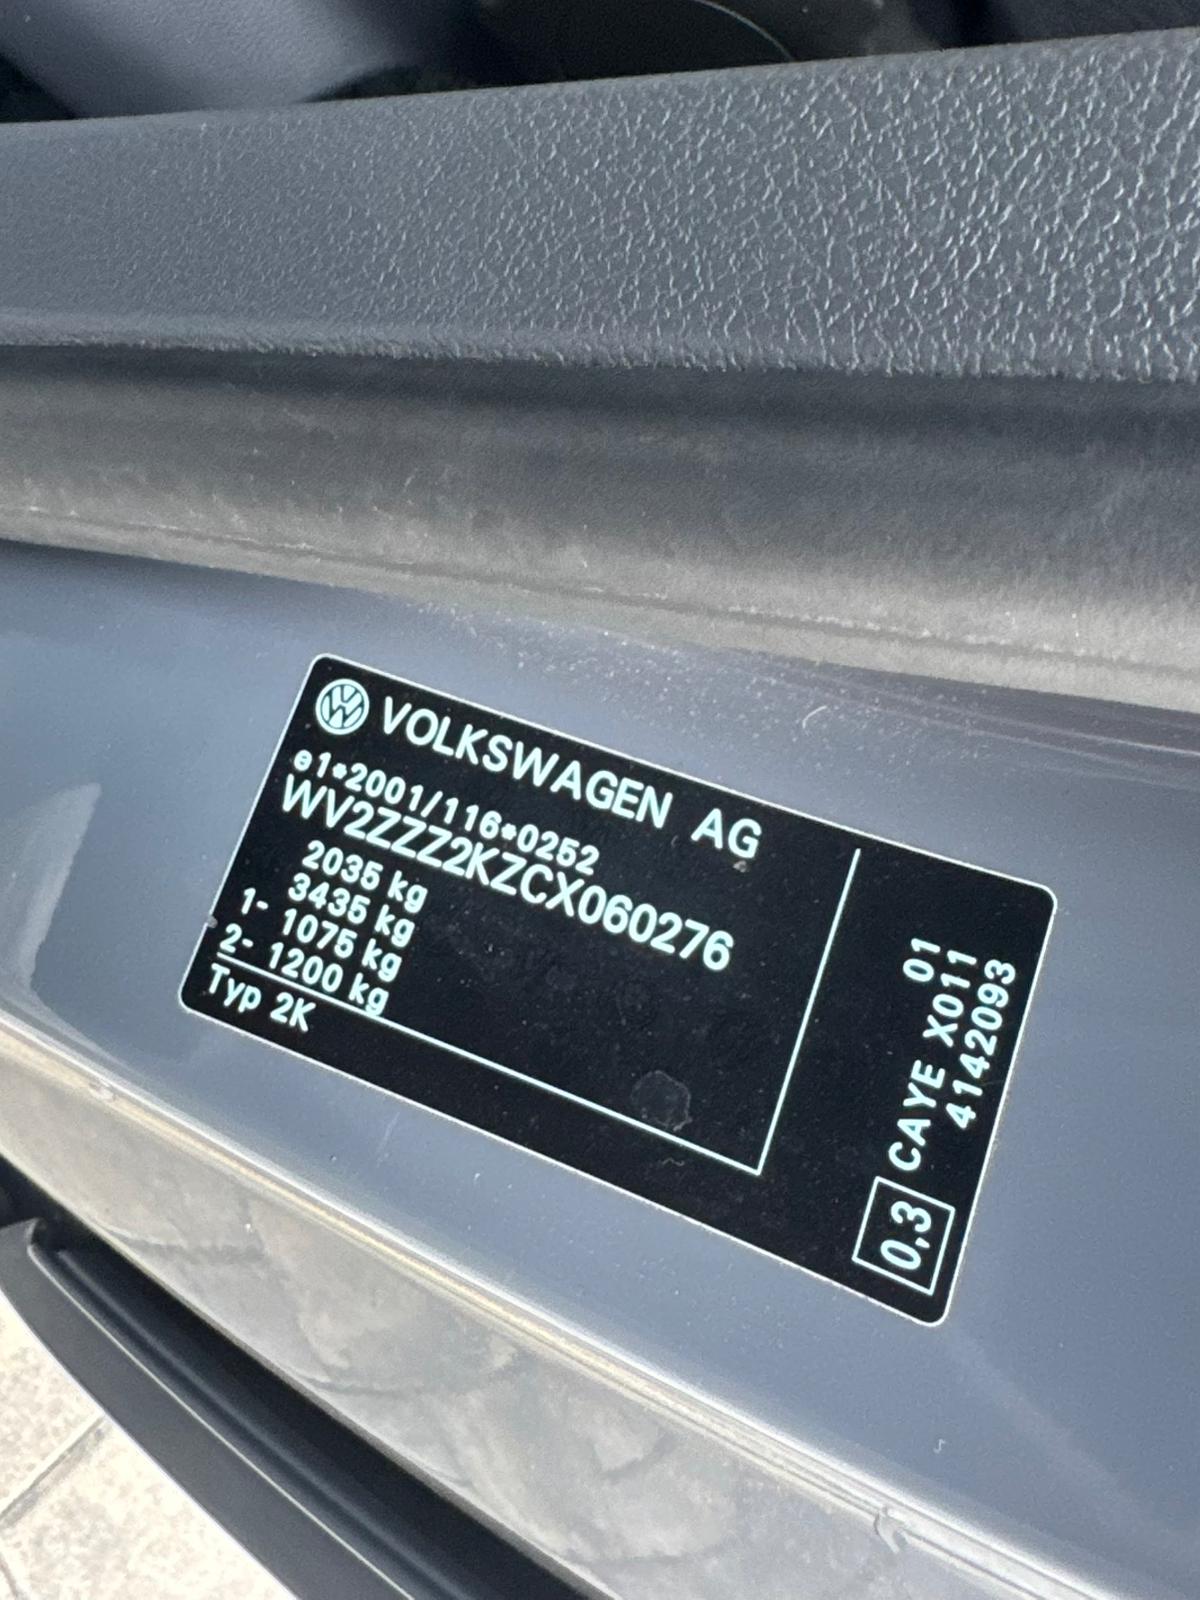 VOLKSWAGEN AG
e1*2001/116*0252
WV2ZZZ2KZCX060276
2035 kg
3435 kg
1- 1075 kg
2- 1200 kg
Typ 2K
01
0,3 CAYE X011
4142093